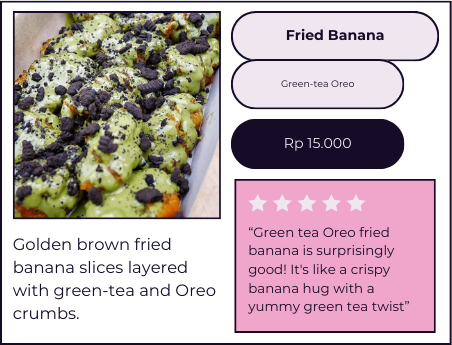 Fried Banana
Green-tea Oreo
Rp 15.000
Golden brown fried
banana slices layered
with green-tea and Oreo
crumbs.
“Green tea Oreo fried
banana is surprisingly
good! It's like a crispy
banana hug with a
yummy green tea twist”